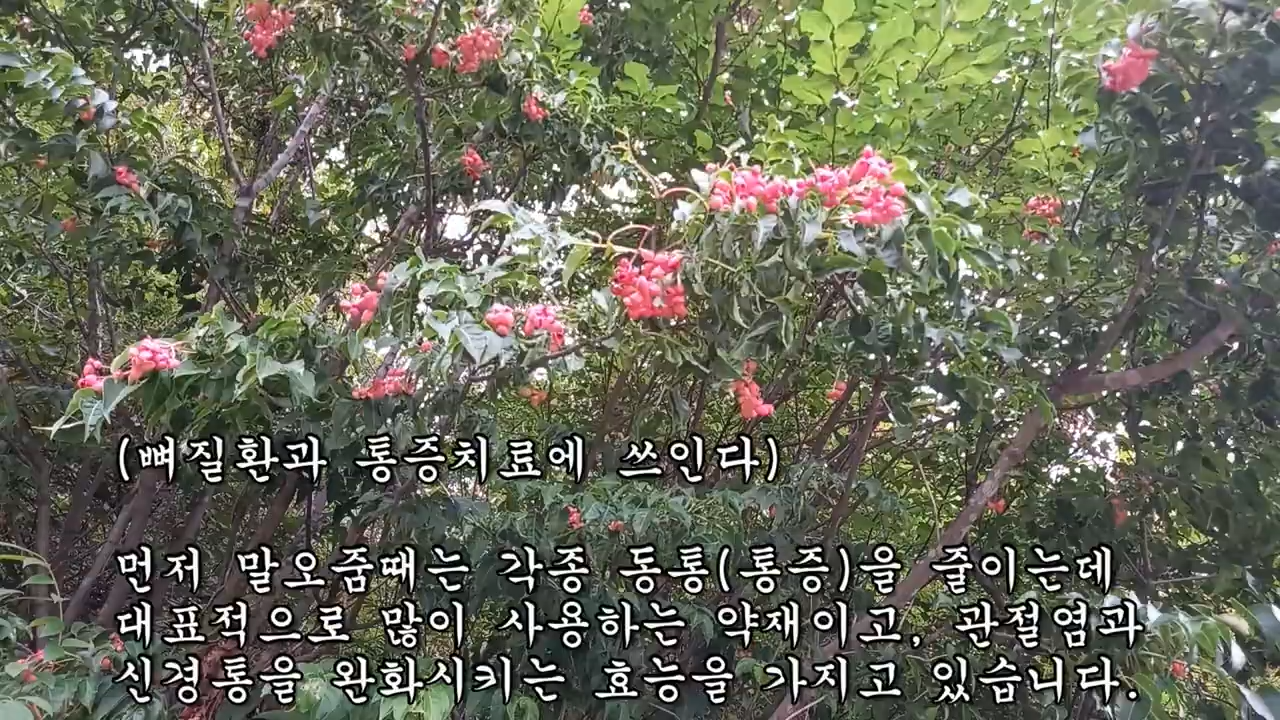 (뼈질환과 통증치료에 쓰인다)
먼저 말오줌때는 각종 동통(통증)을 줄이는데
대표적으로 많이 사용하는 약재이고, 관절염과
신경통을 완화시키는 효능을 가지고 있습니다.